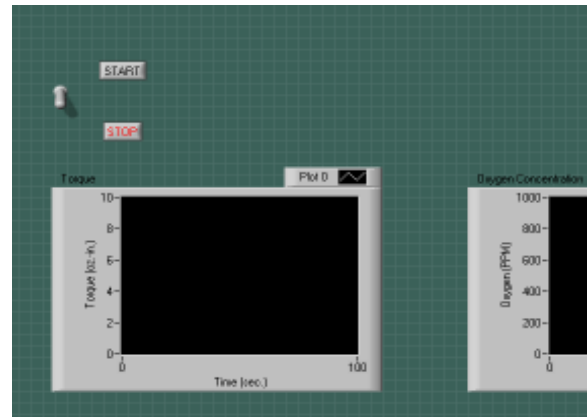 START
STOP
Torque
Plot 0
10
8
6
4
2
0
Torque (oz.-in.)
0
100
Time (sec.)
Oxygen Concentration
1000
800
600
400
200
0
Oxygen (PPM)
0